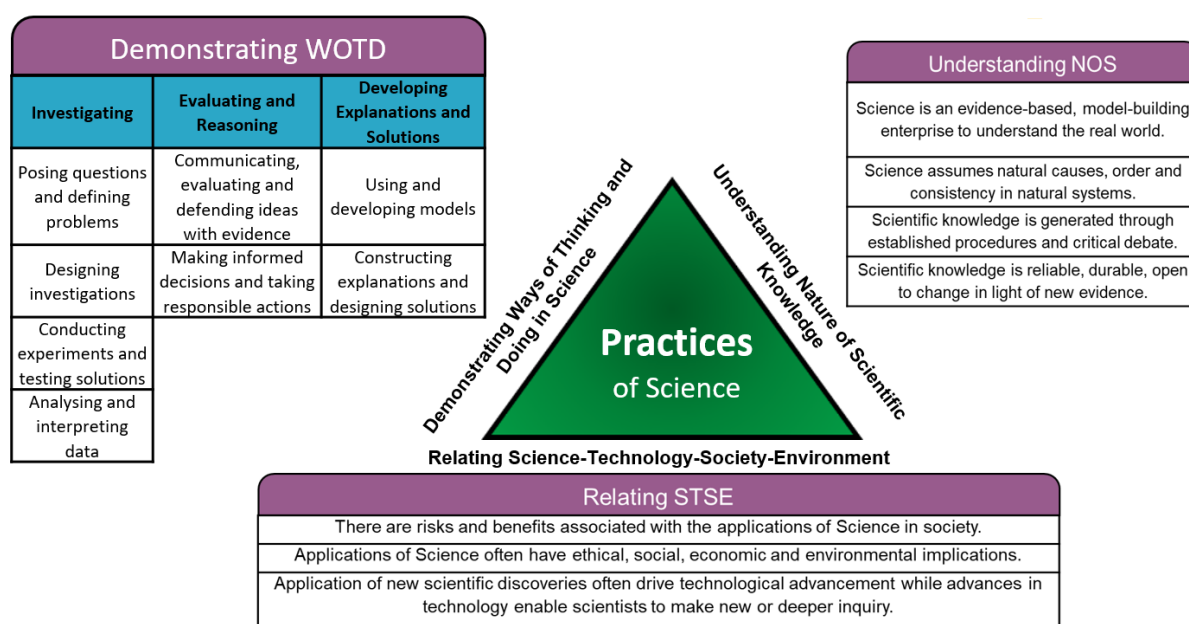 Demonstrating WOTD
Investigating
Evaluating and
Reasoning
Developing
Explanations and
Solutions
Posing questions
and defining
problems
Communicating,
evaluating and
defending ideas
with evidence
Using and
developing models
Designing
investigations
Making informed
decisions and taking
responsible actions
Constructing
explanations and
designing solutions
Conducting
experiments and
testing solutions
Analysing and
interpreting
data
Understanding NOS
Science is an evidence-based, model-building
enterprise to understand the real world.
Science assumes natural causes, order and
consistency in natural systems.
Scientific knowledge is generated through
established procedures and critical debate.
Scientific knowledge is reliable, durable, open
to change in light of new evidence.
Demonstrating Ways of Thinking and
Doing in Science
Understanding Nature of Scientific
Knowledge
Practices
of Science
Relating Science-Technology-Society-Environment
Relating STSE
There are risks and benefits associated with the applications of Science in society.
Applications of Science often have ethical, social, economic and environmental implications.
Application of new scientific discoveries often drive technological advancement while advances in
technology enable scientists to make new or deeper inquiry.